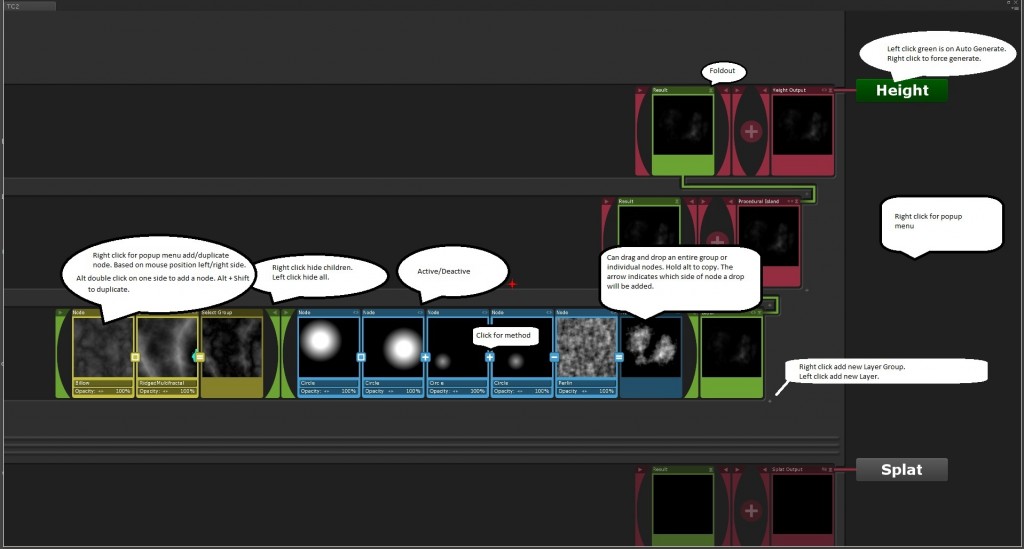 TCZ
Left click green is on Auto Generate.
Right click to force generate.
Foldout
Height
Result
Height Output
Result
Procedural Island
Right click for popup
menu
Right click for popup menu add/duplicate
node. Based on mouse position left/right side.
Alt double click on one side to add a node. Alt + Shift
to duplicate.
Right click hide children.
Left click hide all.
Active/Deactive
Can drag and drop an entire group or
individual nodes. Hold alt to copy. The
arrow indicates which side of node a drop
will be added.
Node
Node
Select Group
Node
Node
Node
Node
Node
Click for method
Billow
RidgedMultifractal
Circle
Circle
Circle
Circle
Perlin
Opacity: 100%
Opacity: 100%
Opacity: 100%
Opacity: 100%
Opacity: 100%
Opacity: 100%
Opacity: 100%
Right click add new Layer Group.
Left click add new Layer.
Result
Splat Output
Splat